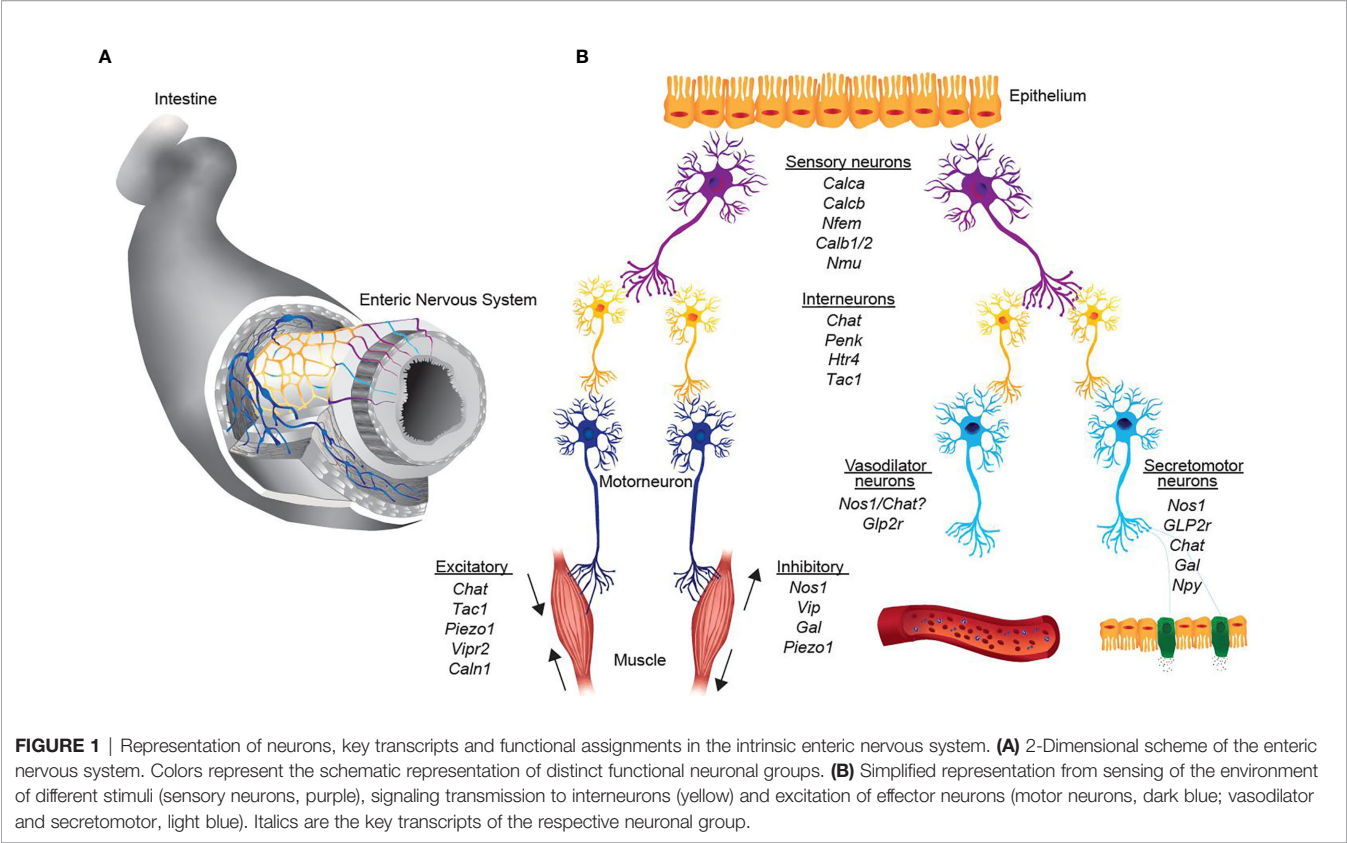 A
B
Intestine
Epithelium
Sensory neurons
Calca
Calcb
Nfem
Calb1/2
Nmu
Enteric Nervous System
Interneurons
Chat
Penk
Htr4
Tac1
Motorneuron
Vasodilator
neurons
Nos1/Chat?
Glp2r
Secretomotor
neurons
Nos1
GLP2r
Chat
Gal
Npy
Excitatory
Chat
Tac1
Piezo1
Vipr2
Caln1
Inhibitory
Nos1
Vip
Gal
Piezo1
Muscle
FIGURE 1 | Representation of neurons, key transcripts and functional assignments in the intrinsic enteric nervous system. (A) 2-Dimensional scheme of the enteric
nervous system. Colors represent the schematic representation of distinct functional neuronal groups. (B) Simplified representation from sensing of the environment
of different stimuli (sensory neurons, purple), signaling transmission to interneurons (yellow) and excitation of effector neurons (motor neurons, dark blue; vasodilator
and secretomotor, light blue). Italics are the key transcripts of the respective neuronal group.